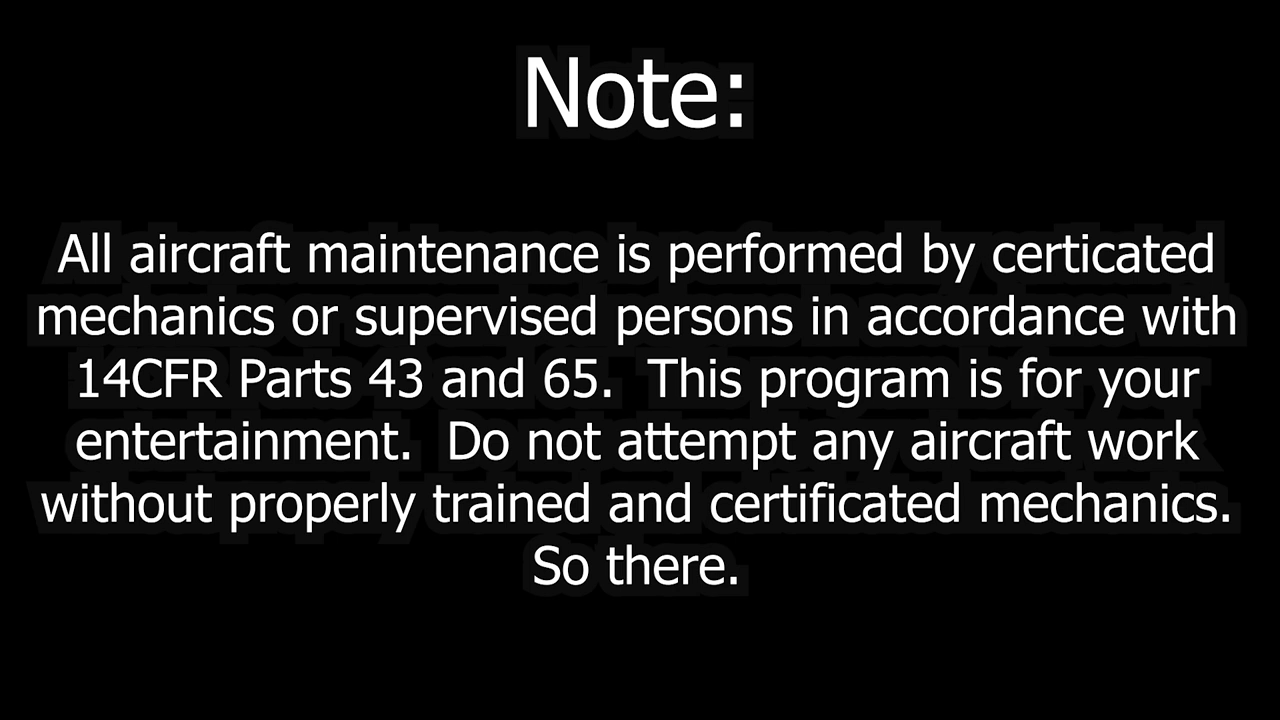 Note:
All aircraft maintenance is performed by certicated
mechanics or supervised persons in accordance with
14CFR Parts 43 and 65.  This program is for your
entertainment.  Do not attempt any aircraft work
without properly trained and certificated mechanics.
So there.